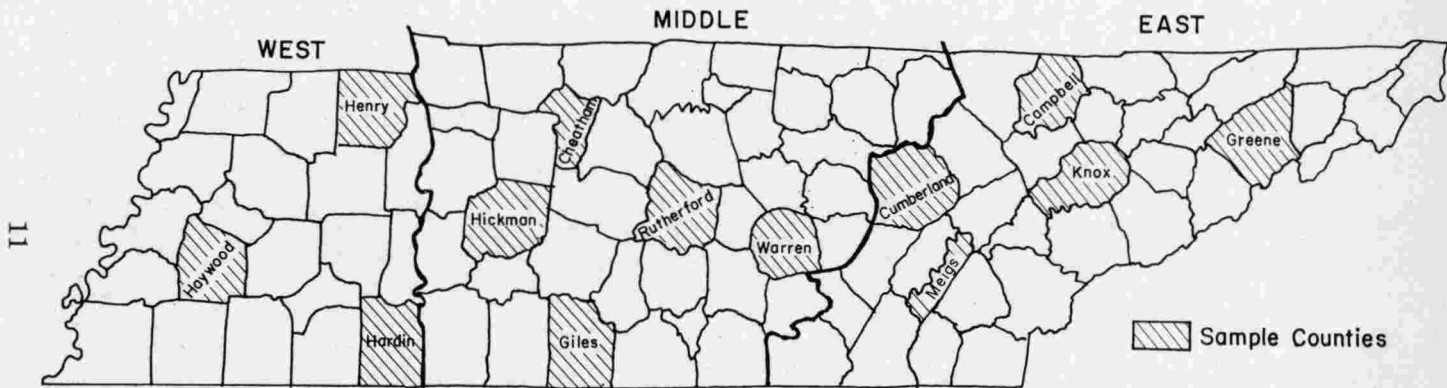 MIDDLE
WEST
EAST
Henry
Cheatham
Campbell
Greene
Knox
Hickman
Rutherford
Cumberland
Warren
Haywood
Meigs
Hardin
Giles
Sample Counties
11